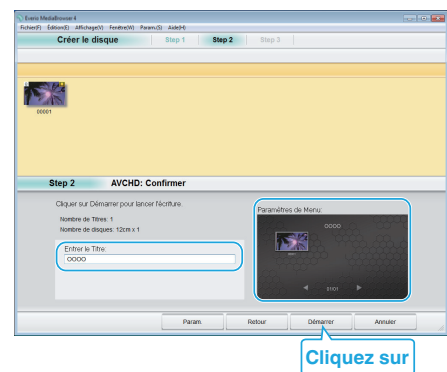 Everio MediaBrowser 4
Fichier(F) Édition(E) Affichage(V) Fenêtre(W) Param.(S) Aide(H)
Créer le disque Step 1 Step 2 Step 3
00001
Step 2 AVCHD: Confirmer
Cliquer sur Démarrer pour lancer l'écriture.
Nombre de Titres: 1
Nombre de disques: 12cm x 1
Entrer le Titre:
OOOO
Paramètres de Menu:
OOOO
01/01
Param Retour Démarrer Annuler
Cliquez sur